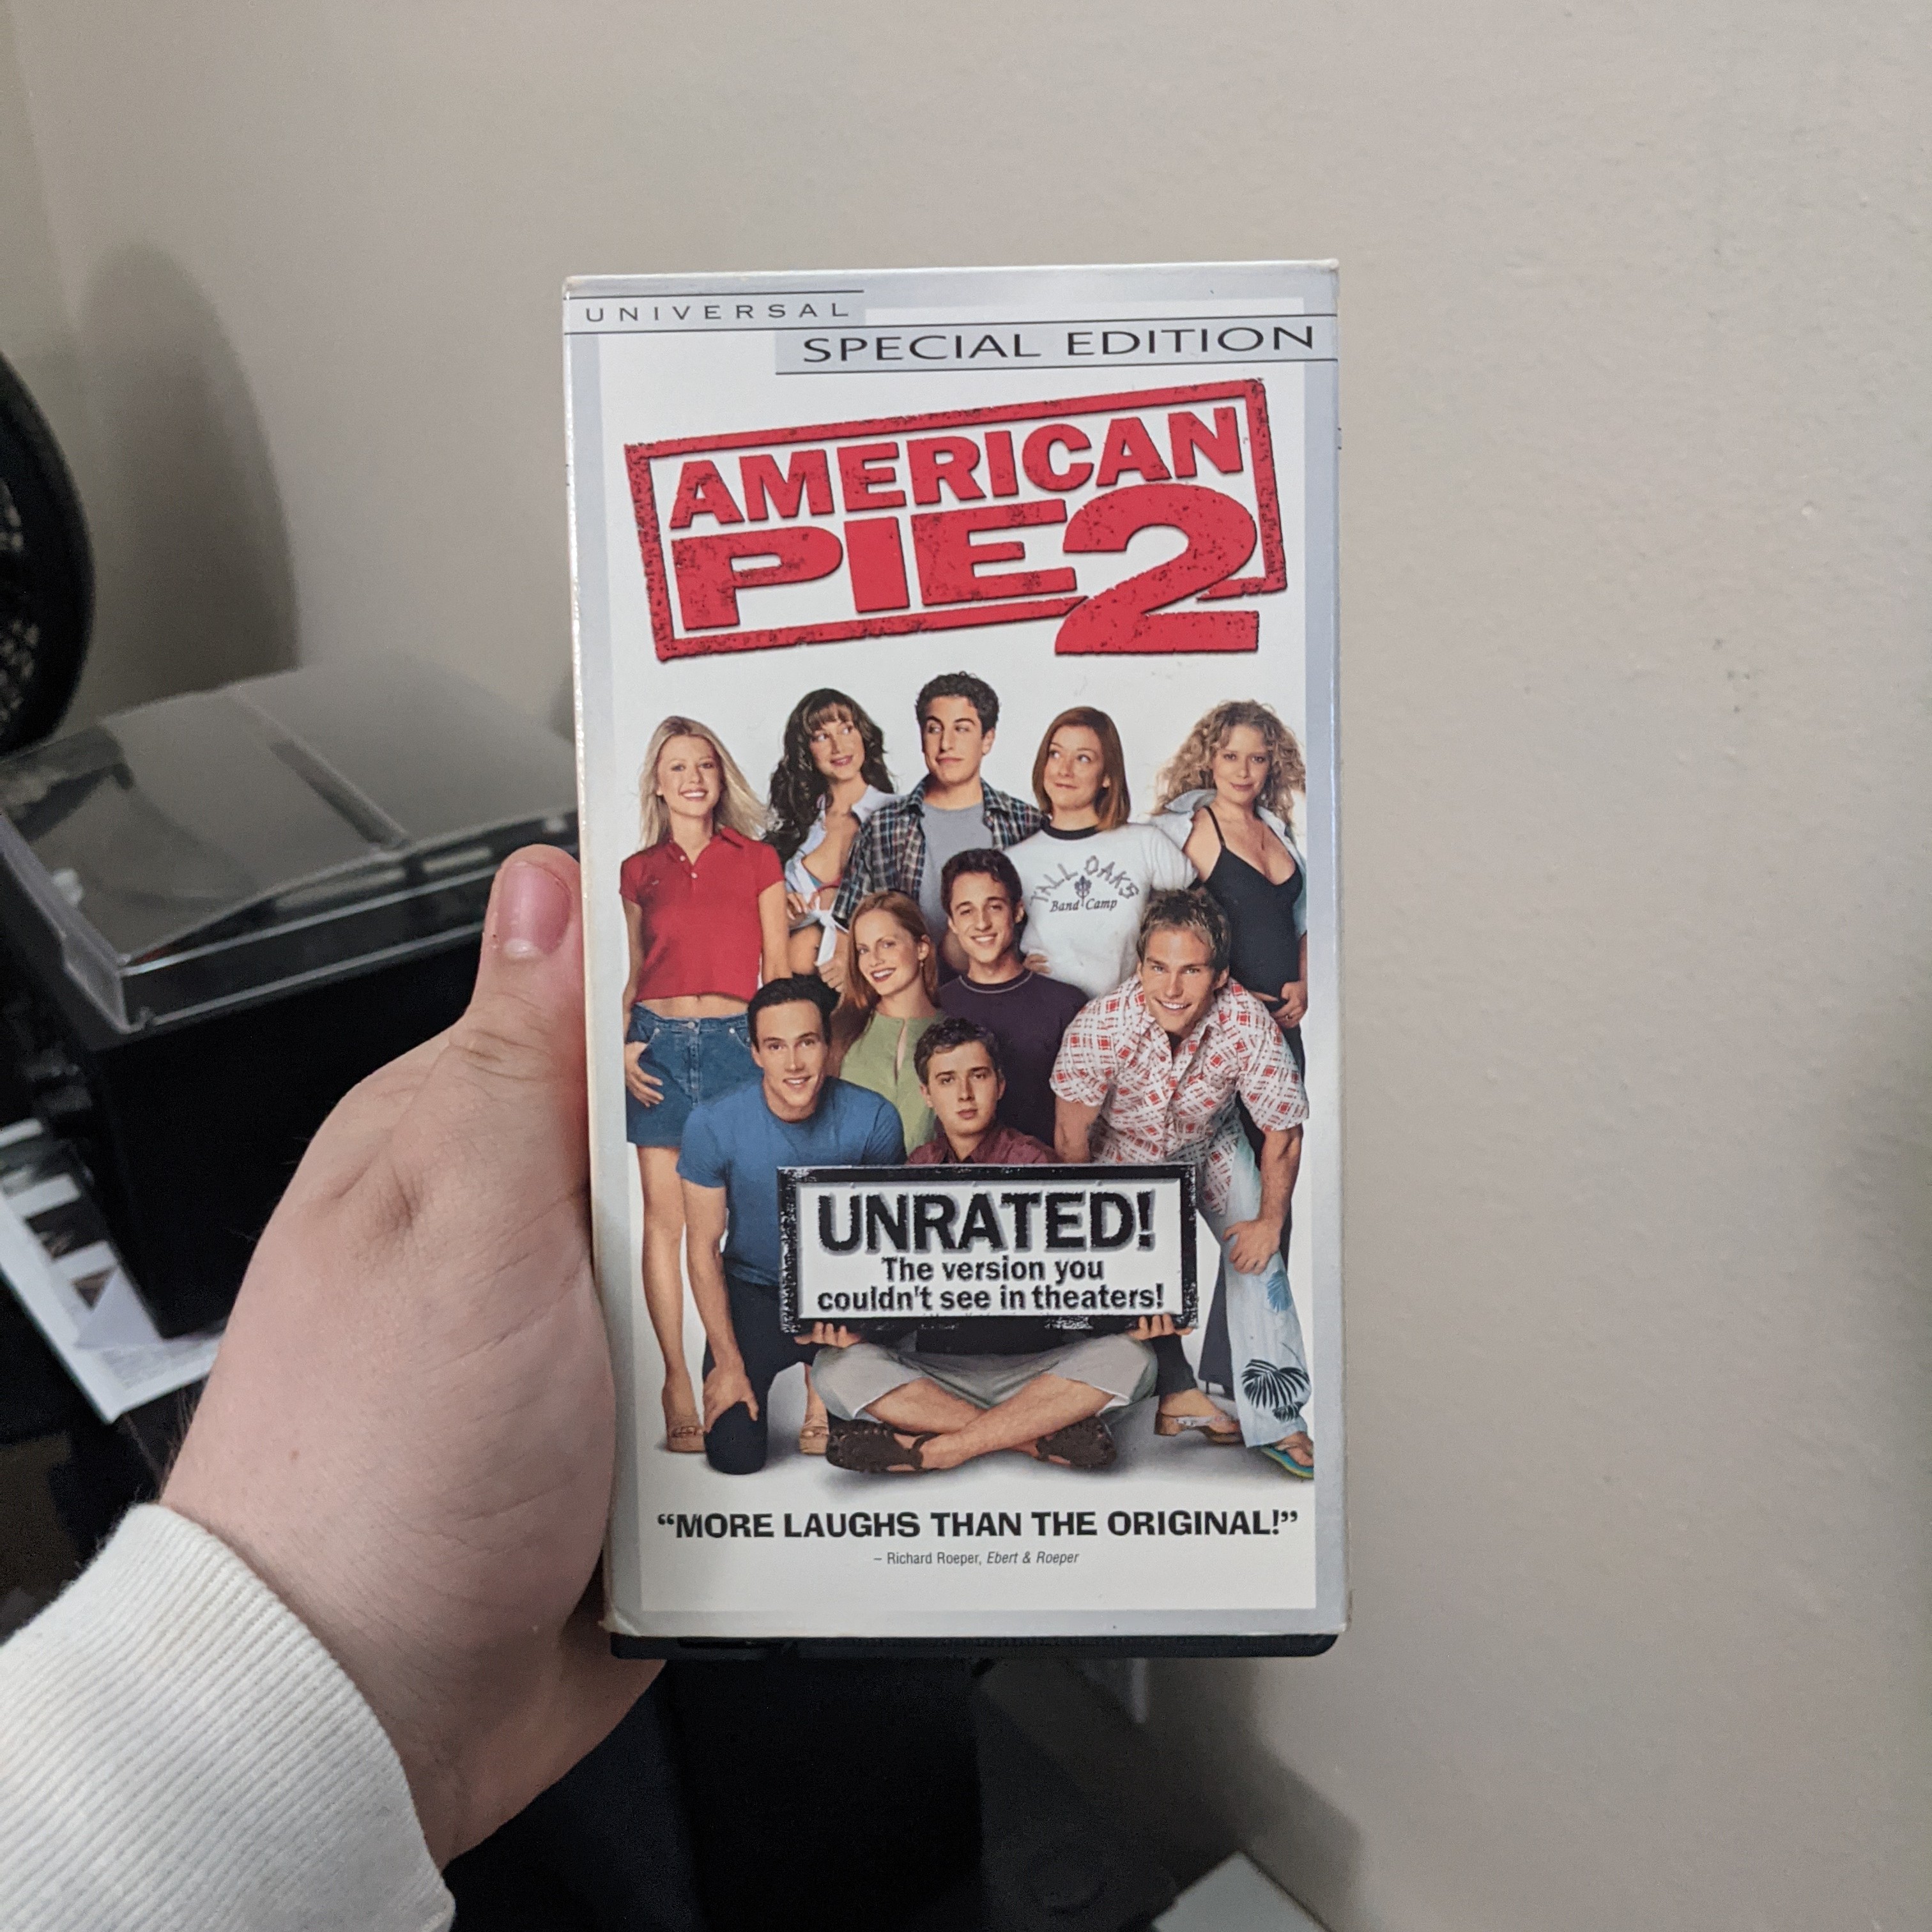 UNIVERSAL
SPECIAL EDITION
AMERICAN
PIE 2
TALL OAKS
Band Camp
UNRATED!
The version you
couldn't see in theaters!
“MORE LAUGHS THAN THE ORIGINAL!”
– Richard Roeper, Ebert & Roeper